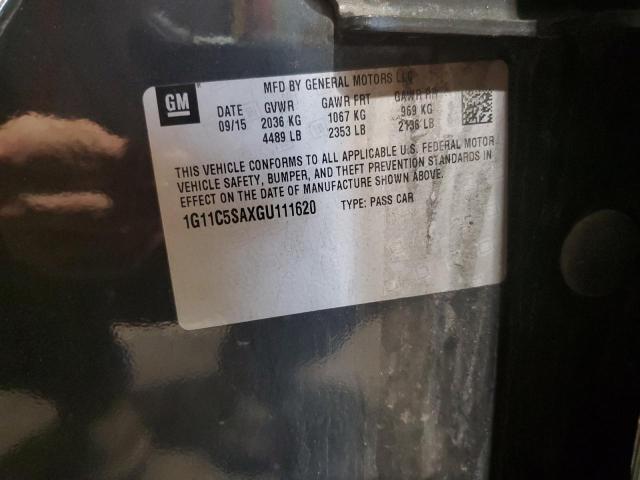 MFD BY GENERAL MOTORS LLC
GM
DATE GVWR GAWR FRT GAWR RR
09/15 2036 KG 1067 KG 969 KG
4489 LB 2353 LB 2136 LB
THIS VEHICLE CONFORMS TO ALL APPLICABLE U.S. FEDERAL MOTOR
VEHICLE SAFETY, BUMPER, AND THEFT PREVENTION STANDARDS IN
EFFECT ON THE DATE OF MANUFACTURE SHOWN ABOVE.
1G11C5SAXGU111620 TYPE: PASS CAR